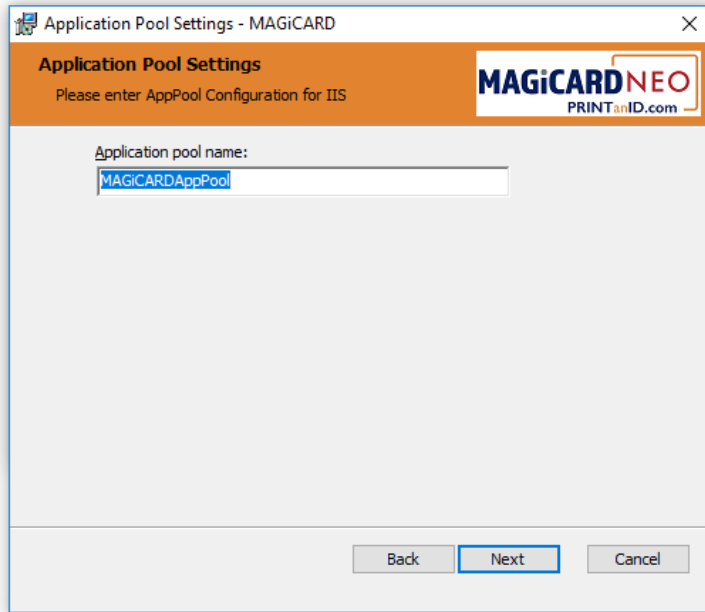 Application Pool Settings - MAGiCARD
Application Pool Settings
Please enter AppPool Configuration for IIS
MAGiCARDNEO
PRINTanID.com
Application pool name:
MAGiCARDAppPool
Back Next Cancel